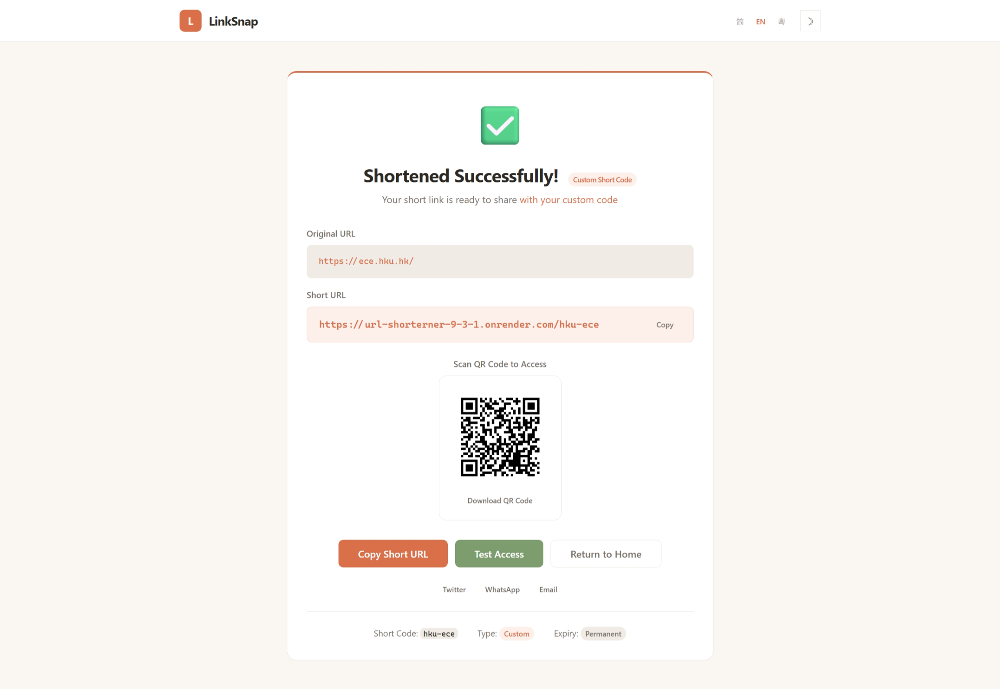 L LinkSnap 简 EN 粵
Shortened Successfully! Custom Short Code
Your short link is ready to share with your custom code
Original URL
https://ece.hku.hk/
Short URL
https://url-shorterner-9-3-1.onrender.com/hku-ece Copy
Scan QR Code to Access
Download QR Code
Copy Short URL Test Access Return to Home
Twitter WhatsApp Email
Short Code: hku-ece Type: Custom Expiry: Permanent